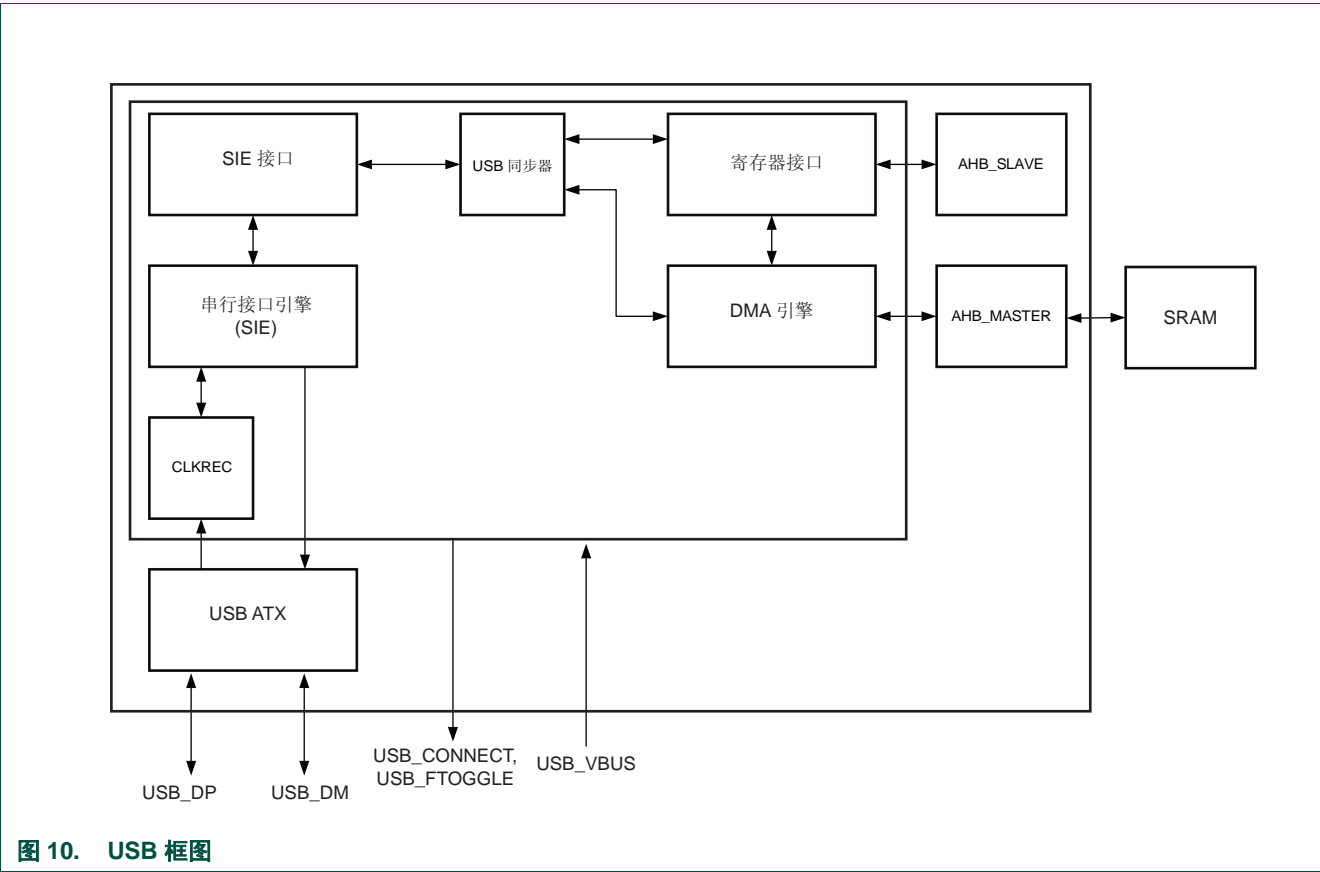 SIE 接口
USB 同步器
寄存器接口
AHB_SLAVE
串行接口引擎
(SIE)
DMA 引擎
AHB_MASTER
SRAM
CLKREC
USB ATX
USB_DP
USB_DM
USB_CONNECT,
USB_FTOGGLE
USB_VBUS
图 10. USB 框图